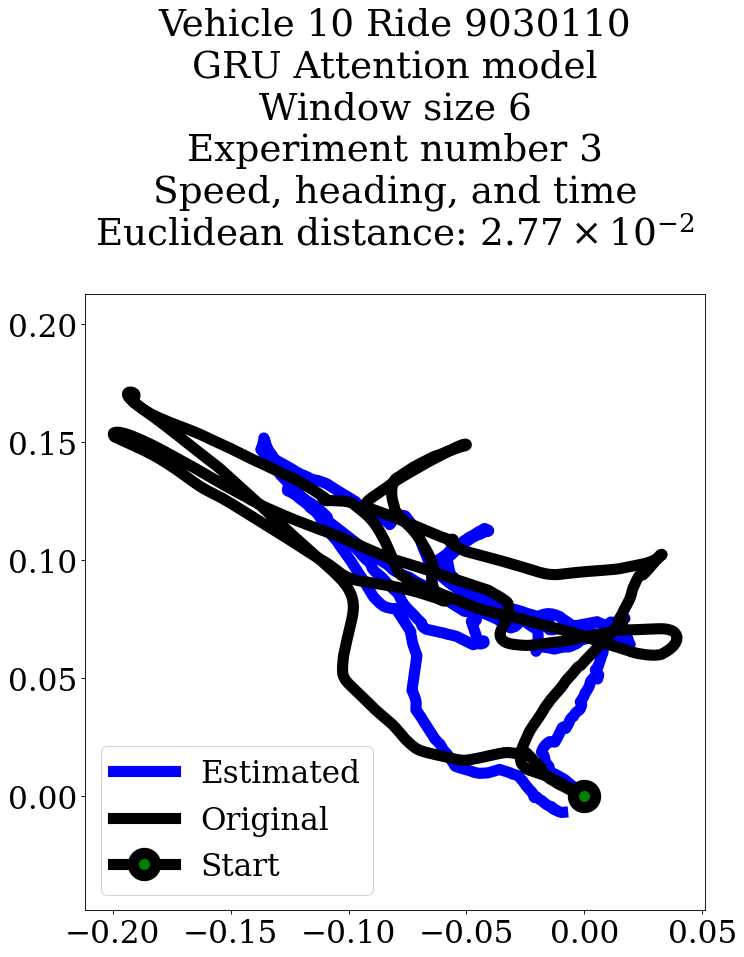 Vehicle 10 Ride 9030110
GRU Attention model
Window size 6
Experiment number 3
Speed, heading, and time
Euclidean distance: 2.77 × 10⁻²
0.20
0.15
0.10
0.05
0.00
Estimated
Original
Start
−0.20 −0.15 −0.10 −0.05 0.00 0.05